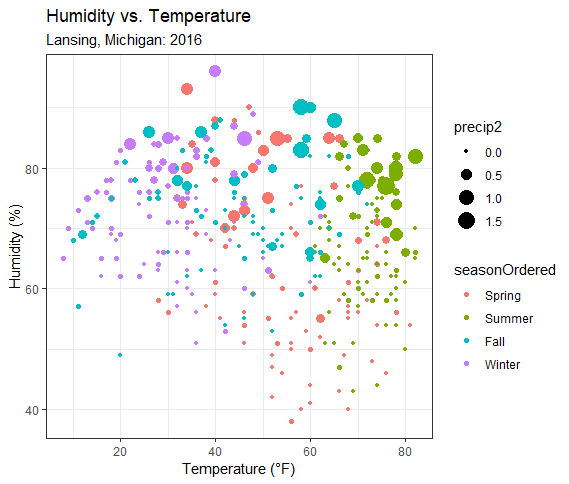 Humidity vs. Temperature
Lansing, Michigan: 2016
Humidity (%)
80
60
40
20
40
60
80
Temperature (°F)
precip2
0.0
0.5
1.0
1.5
seasonOrdered
Spring
Summer
Fall
Winter